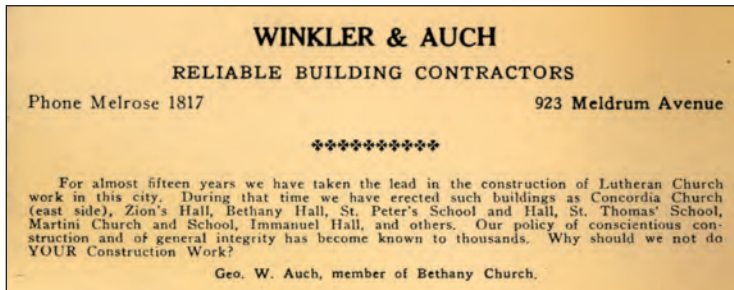 WINKLER & AUCH
RELIABLE BUILDING CONTRACTORS
Phone Melrose 1817 923 Meldrum Avenue
For almost fifteen years we have taken the lead in the construction of Lutheran Church
work in this city. During that time we have erected such buildings as Concordia Church
(east side), Zion's Hall, Bethany Hall, St. Peter's School and Hall, St. Thomas' School,
Martini Church and School, Immanuel Hall, and others. Our policy of conscientious con-
struction and of general integrity has become known to thousands. Why should we not do
YOUR Construction Work?
Geo. W. Auch, member of Bethany Church.